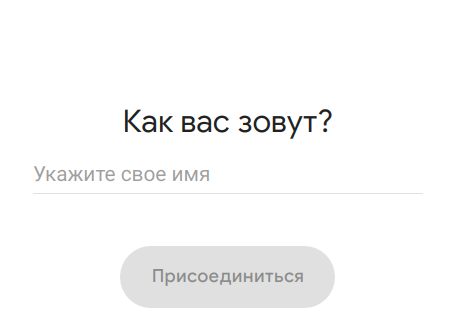 Как вас зовут?
Укажите свое имя
Присоединиться